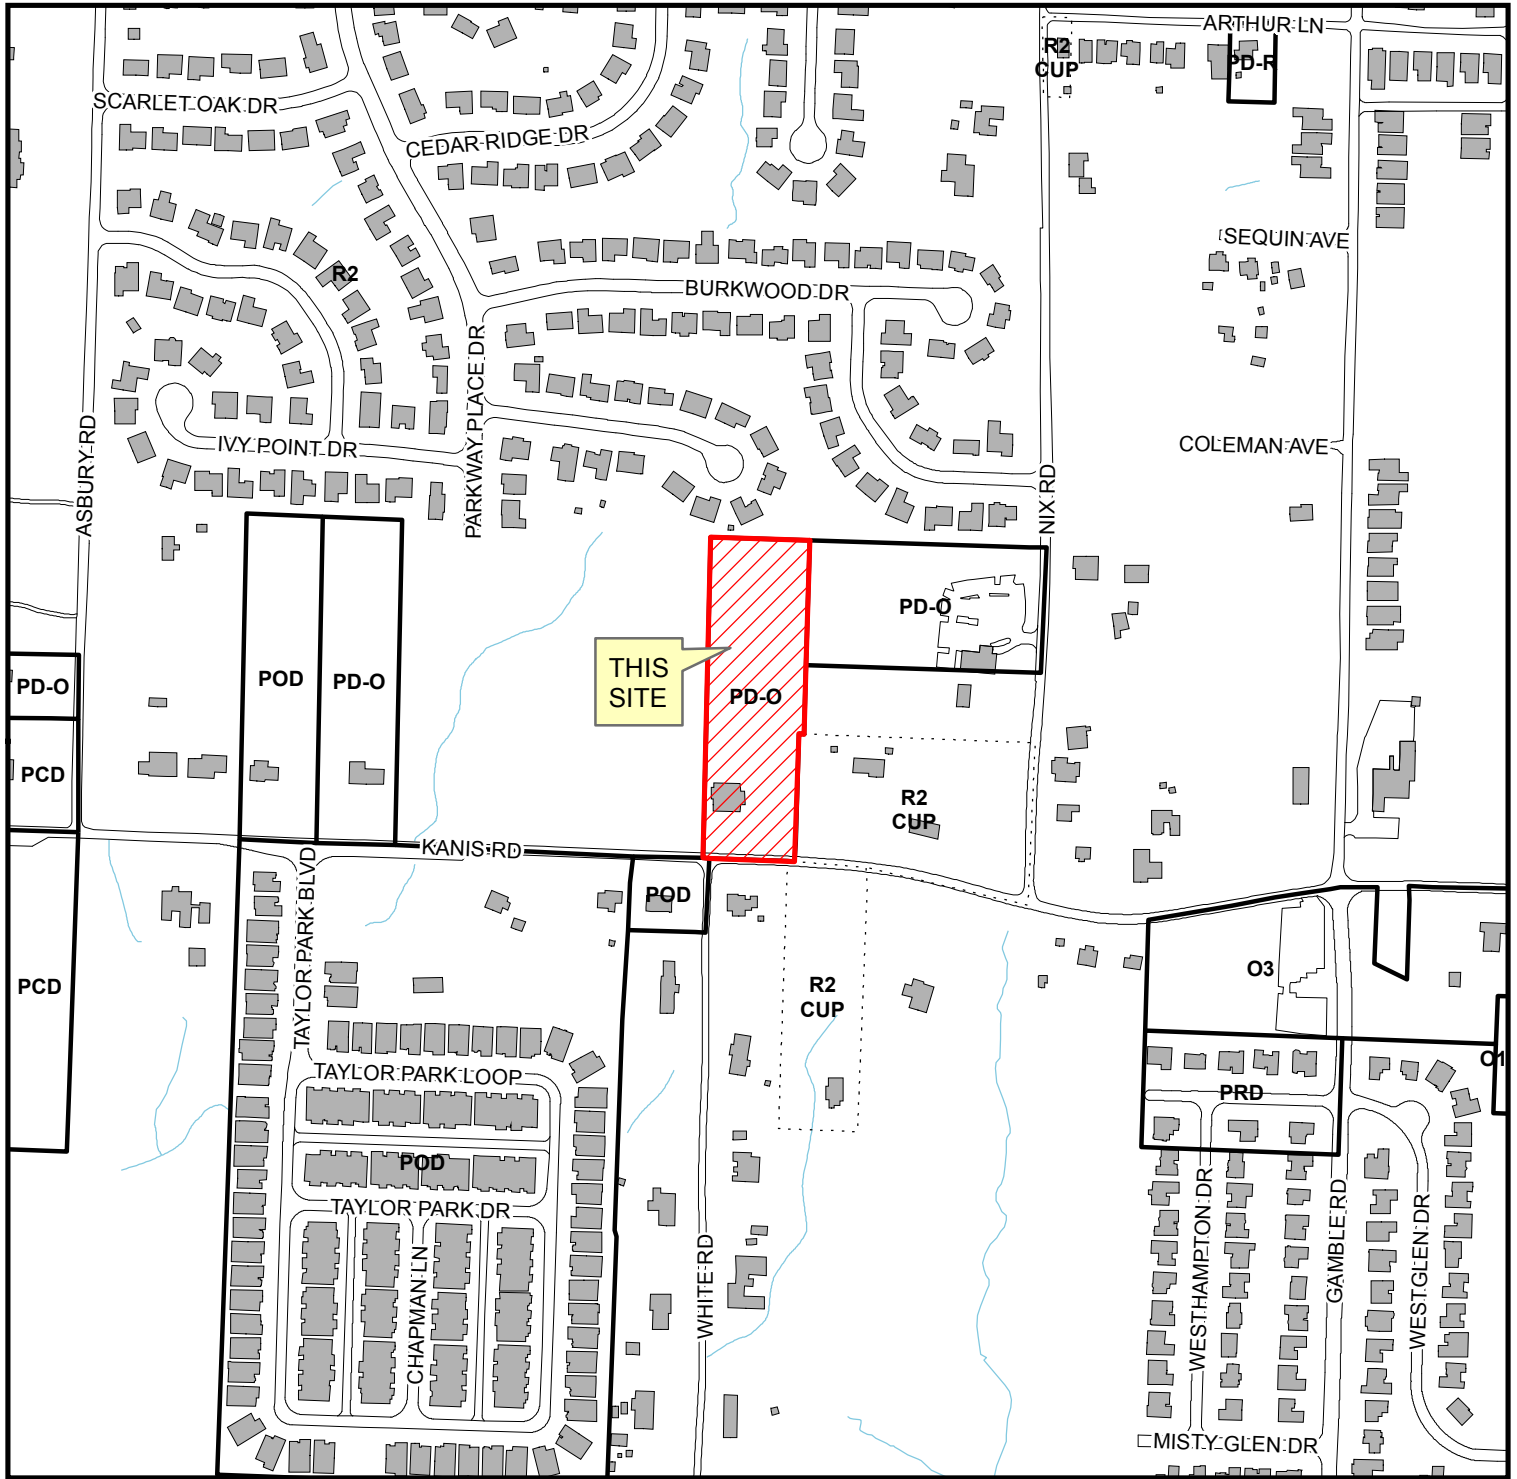 ARTHUR LN
R2
CUP
PD-R
SCARLET OAK DR
CEDAR RIDGE DR
SEQUIN AVE
R2
BURKWOOD DR
PARKWAY PLACE DR
ASBURY RD
IVY POINT DR
COLEMAN AVE
NIX RD
PD-O
THIS
SITE
POD
PD-O
PD-O
PD-O
PCD
R2
CUP
KANIS RD
TAYLOR PARK BLVD
POD
O3
PCD
R2
CUP
TAYLOR PARK LOOP
O1
PRD
POD
TAYLOR PARK DR
CHAPMAN LN
WHITE RD
WESTHAMPTON DR
GAMBLE RD
WESTGLEN DR
MISTY GLEN DR